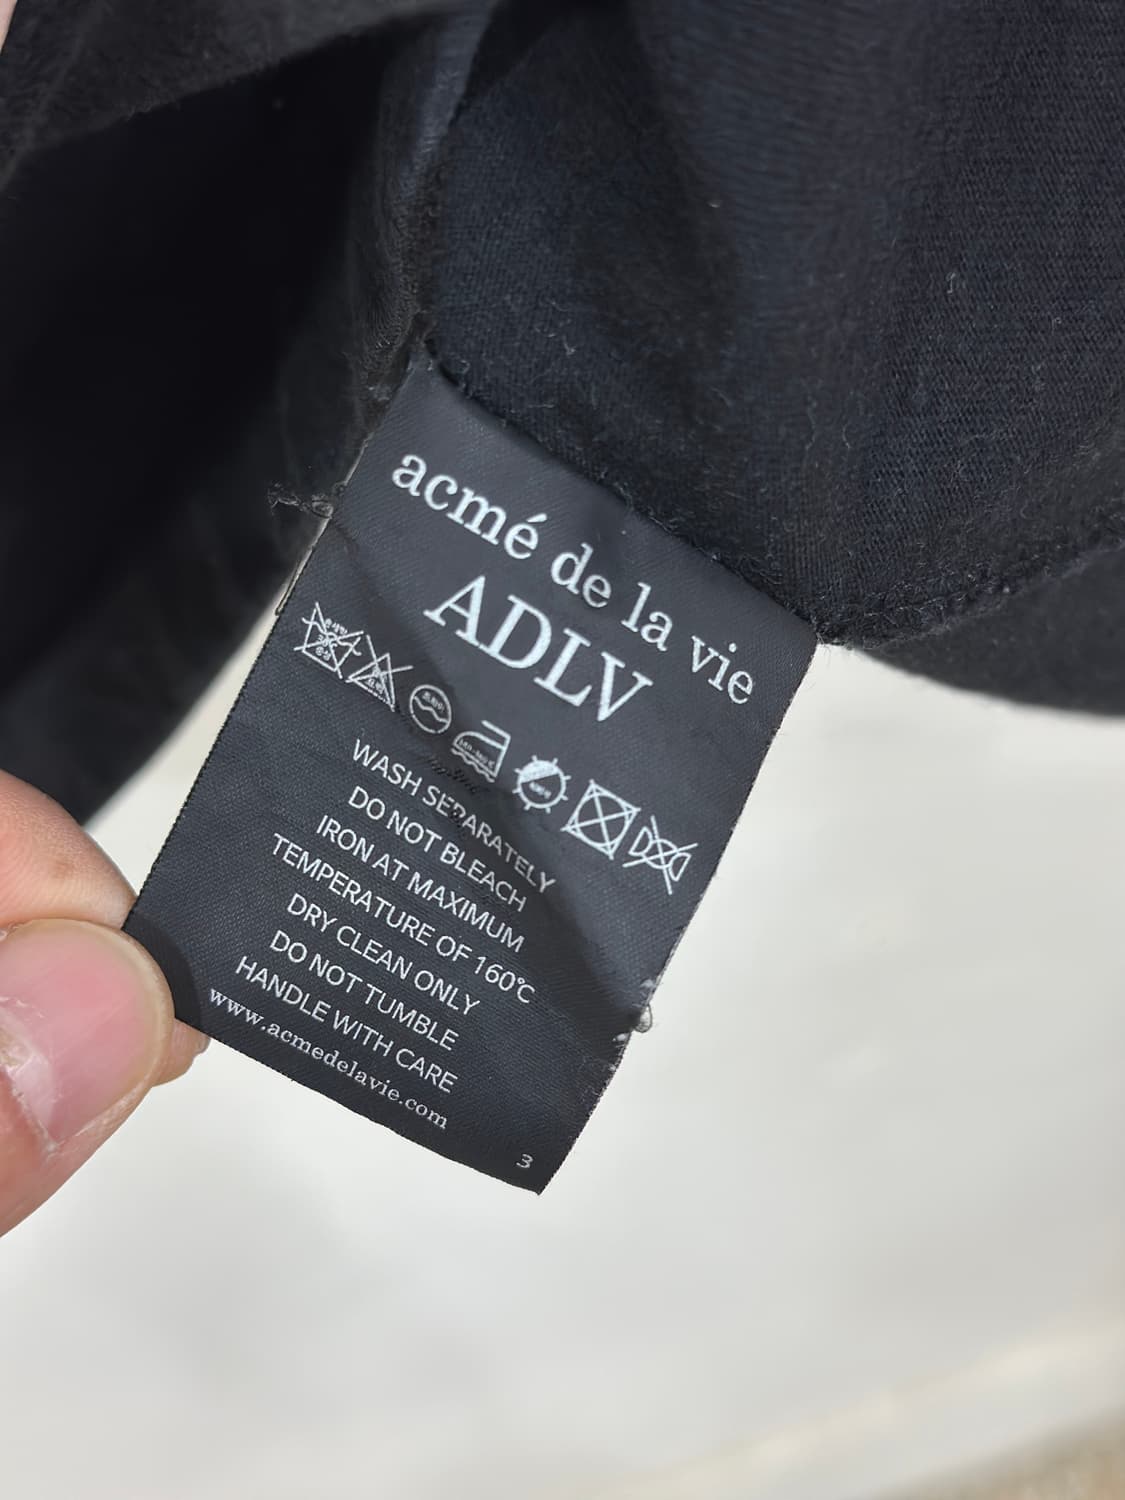 acmé de la vie
ADLV
WASH SEPARATELY
DO NOT BLEACH
IRON AT MAXIMUM
TEMPERATURE OF 160℃
DRY CLEAN ONLY
DO NOT TUMBLE
HANDLE WITH CARE
www.acmedelavie.com
3